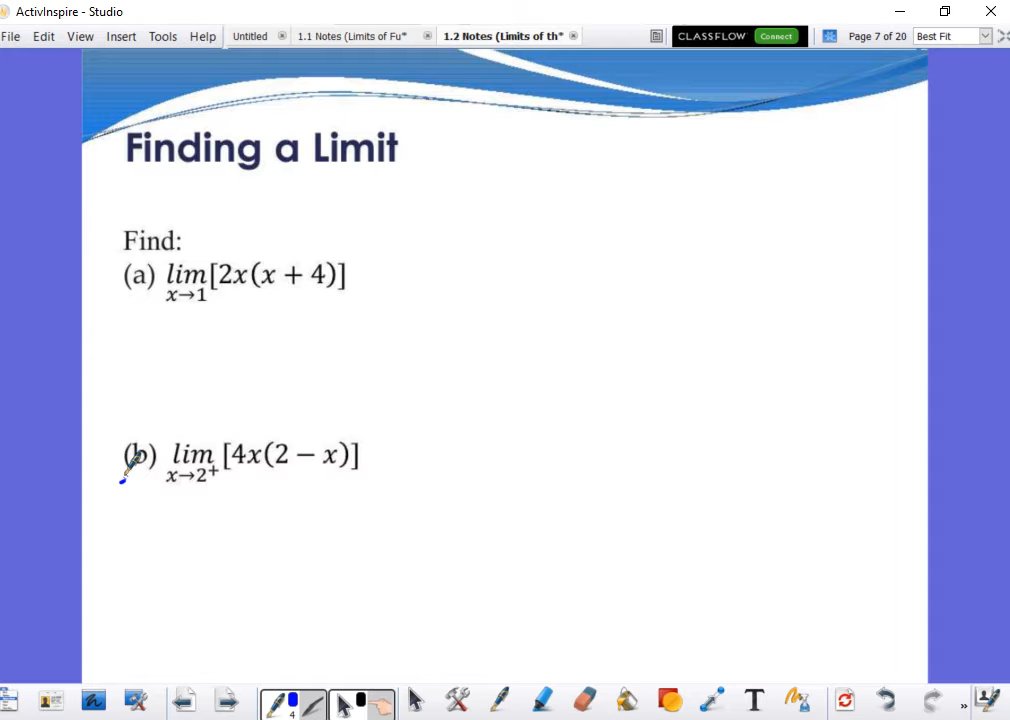 ActivInspire - Studio
File Edit View Insert Tools Help Untitled 1.1 Notes (Limits of Fu* 1.2 Notes (Limits of th* CLASSFLOW Connect Page 7 of 20 Best Fit
Finding a Limit
Find:
(a) lim[2x(x + 4)]
x→1
(b) lim [4x(2 − x)]
x→2⁺
4 T »